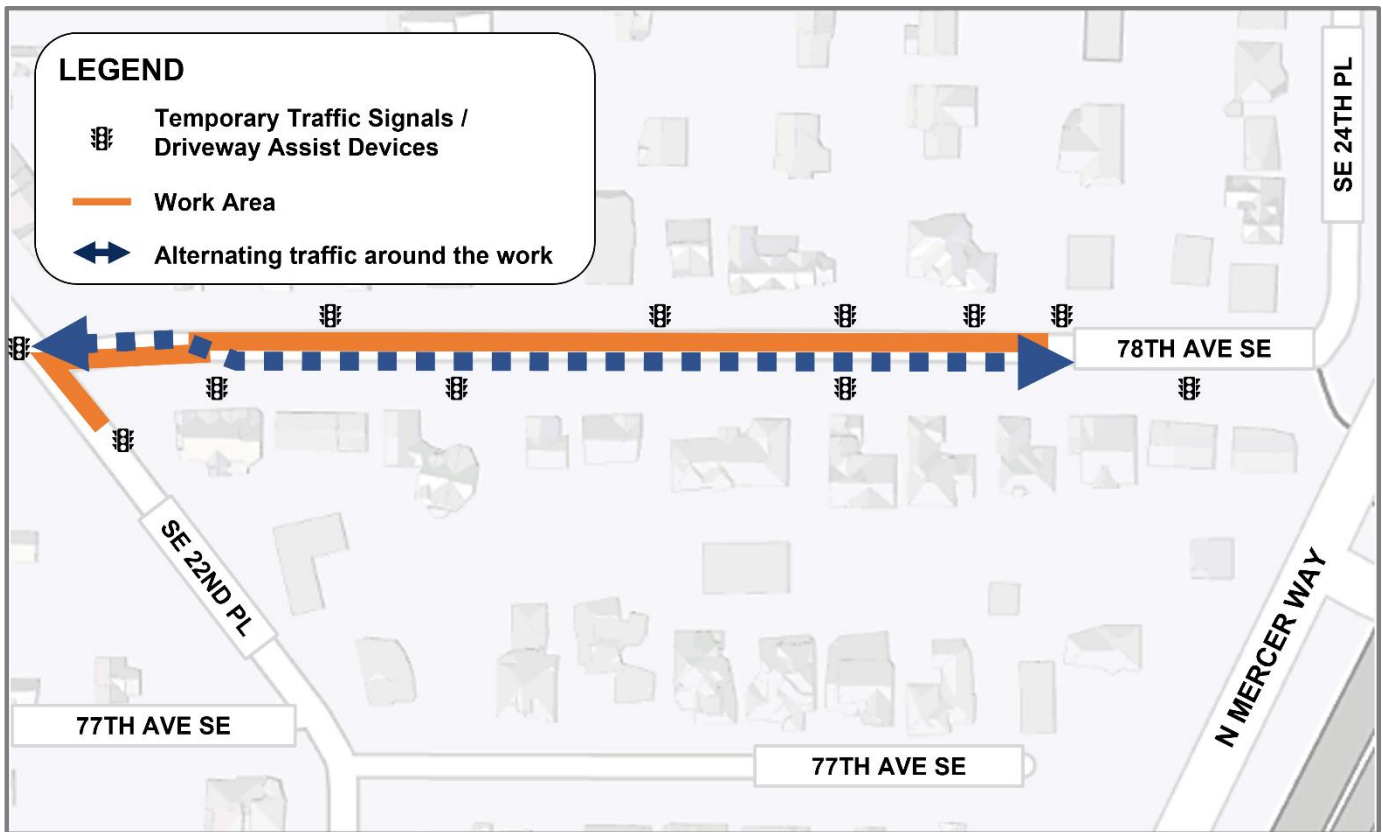 LEGEND
Temporary Traffic Signals /
Driveway Assist Devices
Work Area
Alternating traffic around the work
SE 24TH PL
78TH AVE SE
SE 22ND PL
N MERCER WAY
77TH AVE SE
77TH AVE SE